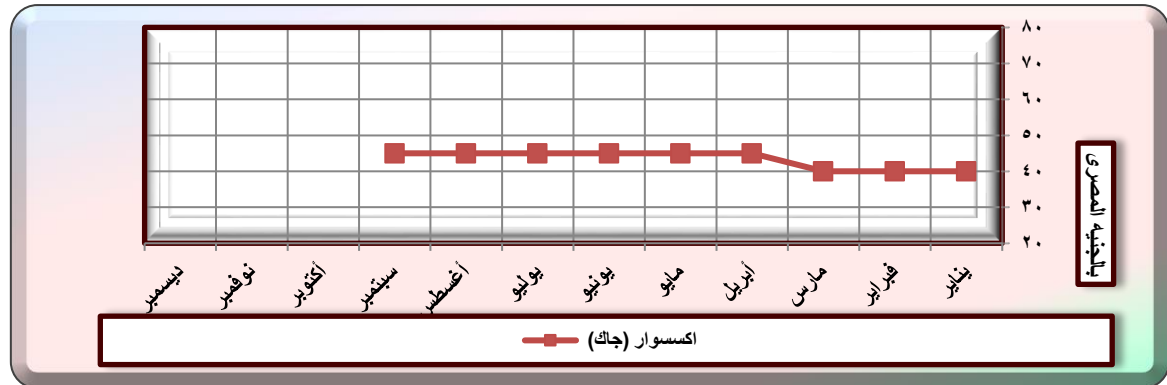 ٨٠
٧٠
٦٠
٥٠
٤٠
٣٠
٢٠
بالجنيه المصرى
يناير
فبراير
مارس
أبريل
مايو
يونيو
يوليو
أغسطس
سبتمبر
أكتوبر
نوفمبر
ديسمبر
اكسسوار (جاك)